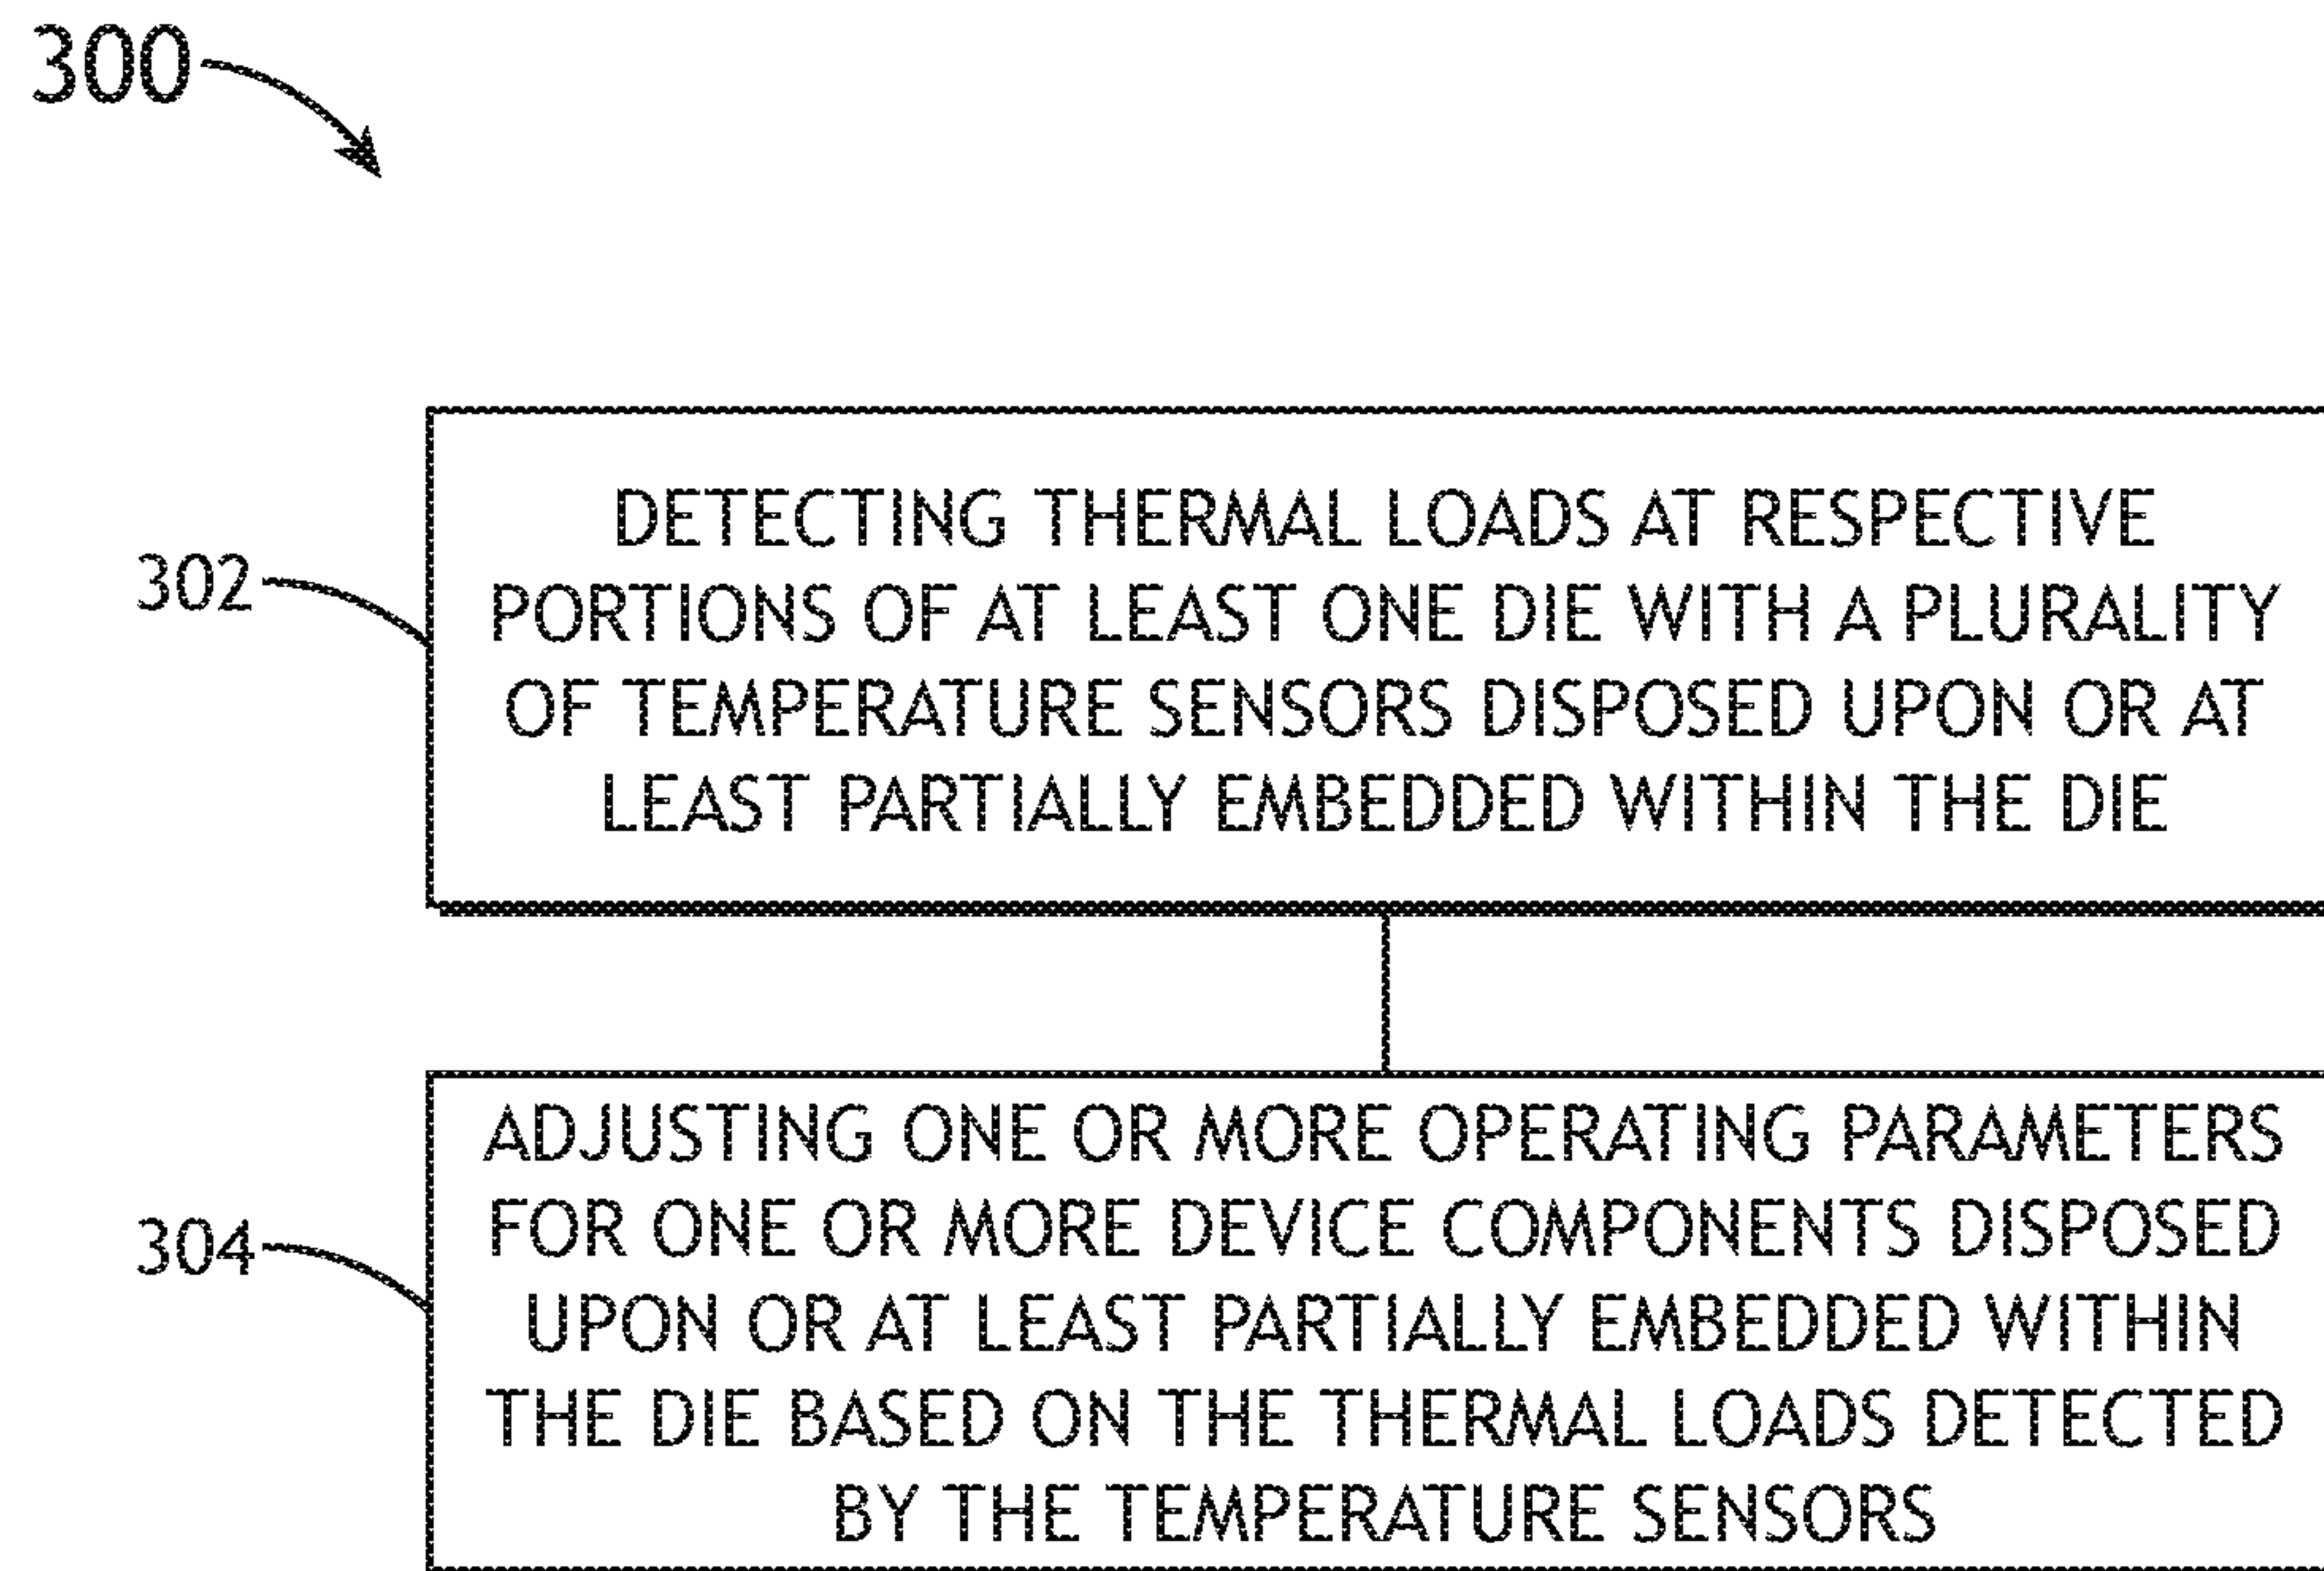 300
302
DETECTING THERMAL LOADS AT RESPECTIVE
PORTIONS OF AT LEAST ONE DIE WITH A PLURALITY
OF TEMPERATURE SENSORS DISPOSED UPON OR AT
LEAST PARTIALLY EMBEDDED WITHIN THE DIE
304
ADJUSTING ONE OR MORE OPERATING PARAMETERS
FOR ONE OR MORE DEVICE COMPONENTS DISPOSED
UPON OR AT LEAST PARTIALLY EMBEDDED WITHIN
THE DIE BASED ON THE THERMAL LOADS DETECTED
BY THE TEMPERATURE SENSORS